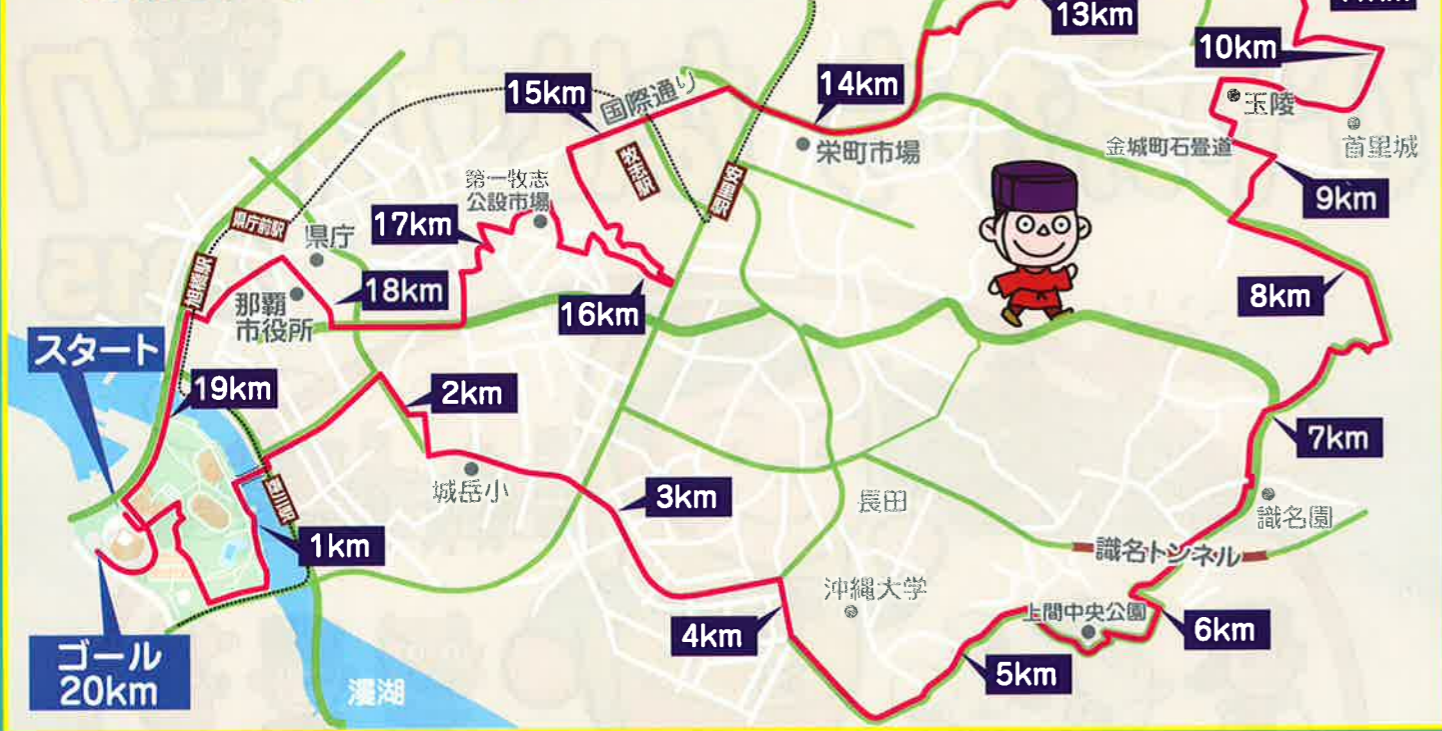 13km
10km
14km
15km
国際通り
玉陵
首里城
栄町市場
金城町石畳道
牧志駅
安里駅
9km
第一牧志
公設市場
県庁前駅
県庁
17km
旭橋駅
18km
那覇
市役所
16km
8km
スタート
19km
2km
7km
城岳小
3km
長田
壺川駅
識名園
1km
識名トンネル
沖縄大学
上間中央公園
4km
6km
5km
ゴール
20km
漫湖